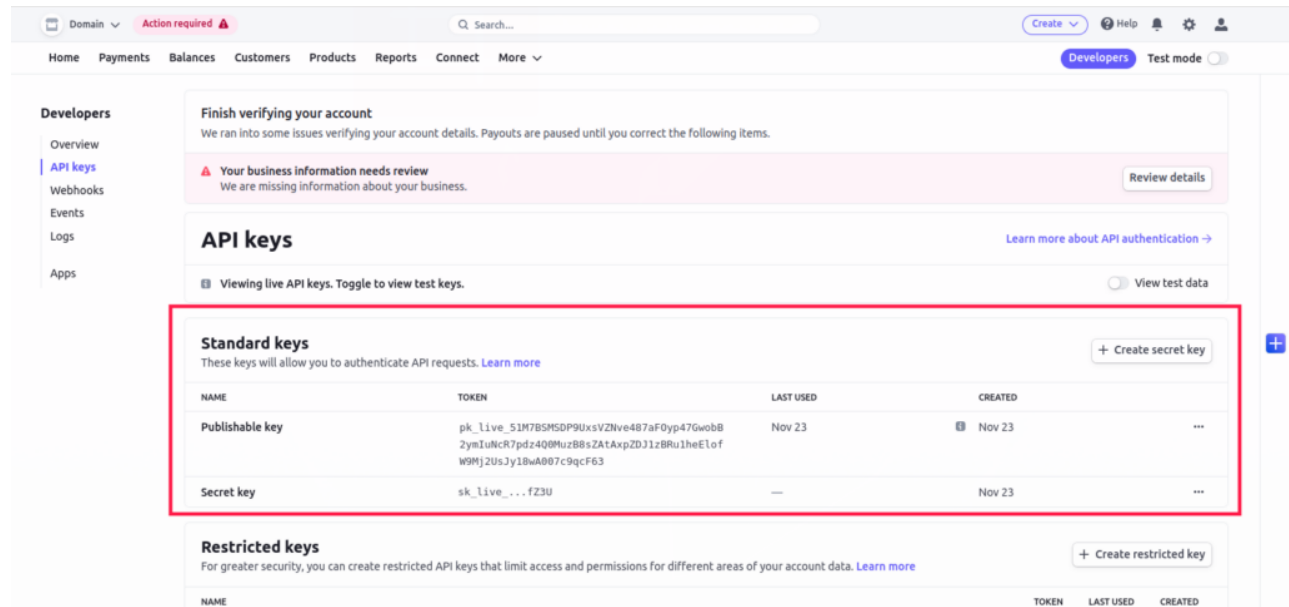 Domain Action required Search... Create Help
Home Payments Balances Customers Products Reports Connect More Developers Test mode
Developers
Overview
API keys
Webhooks
Events
Logs
Apps
Finish verifying your account
We ran into some issues verifying your account details. Payouts are paused until you correct the following items.
Your business information needs review
We are missing information about your business.
Review details
API keys
Learn more about API authentication →
Viewing live API keys. Toggle to view test keys.
View test data
Standard keys
These keys will allow you to authenticate API requests. Learn more
+ Create secret key
NAME TOKEN LAST USED CREATED
Publishable key pk_live_51M7BSMSDP9UxsVZNve487aF0yp47GwobB Nov 23 Nov 23 ...
2ymIuNcR7pdz4Q0MuzB8sZAtAxpZDJ1zBRu1heElof
W9Mj2UsJy18wA007c9qcF63
Secret key sk_live_...fZ3U — Nov 23 ...
Restricted keys
For greater security, you can create restricted API keys that limit access and permissions for different areas of your account data. Learn more
+ Create restricted key
NAME TOKEN LAST USED CREATED